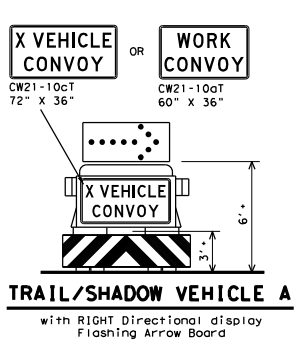 X VEHICLE
CONVOY
OR
WORK
CONVOY
CW21-10cT
72" X 36"
CW21-10aT
60" X 36"
X VEHICLE
CONVOY
3'±
6'±
TRAIL/SHADOW VEHICLE A
with RIGHT Directional display
Flashing Arrow Board